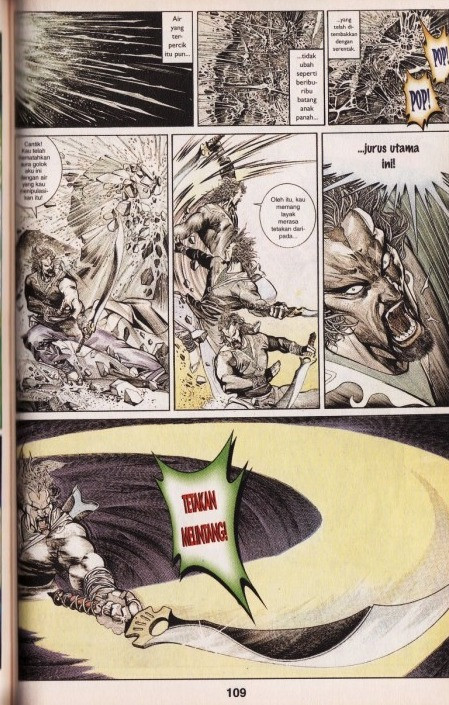 Air
yang
ter-
percik
itu pun...
...tidak
ubah
seperti
beribu-
ribu
batang
anak
panah...
...yang
telah di-
tembakkan
dengan
serentak.
POP!
POP!
Cantik!
Kau telah
mematahkan
aura golok
aku ini
dengan air
yang kau
manipulasi-
kan itu!
Oleh itu, kau
memang
layak
merasa
tetakan dari-
pada...
...jurus utama
ini!
TETAKAN
MELINTANG!
109